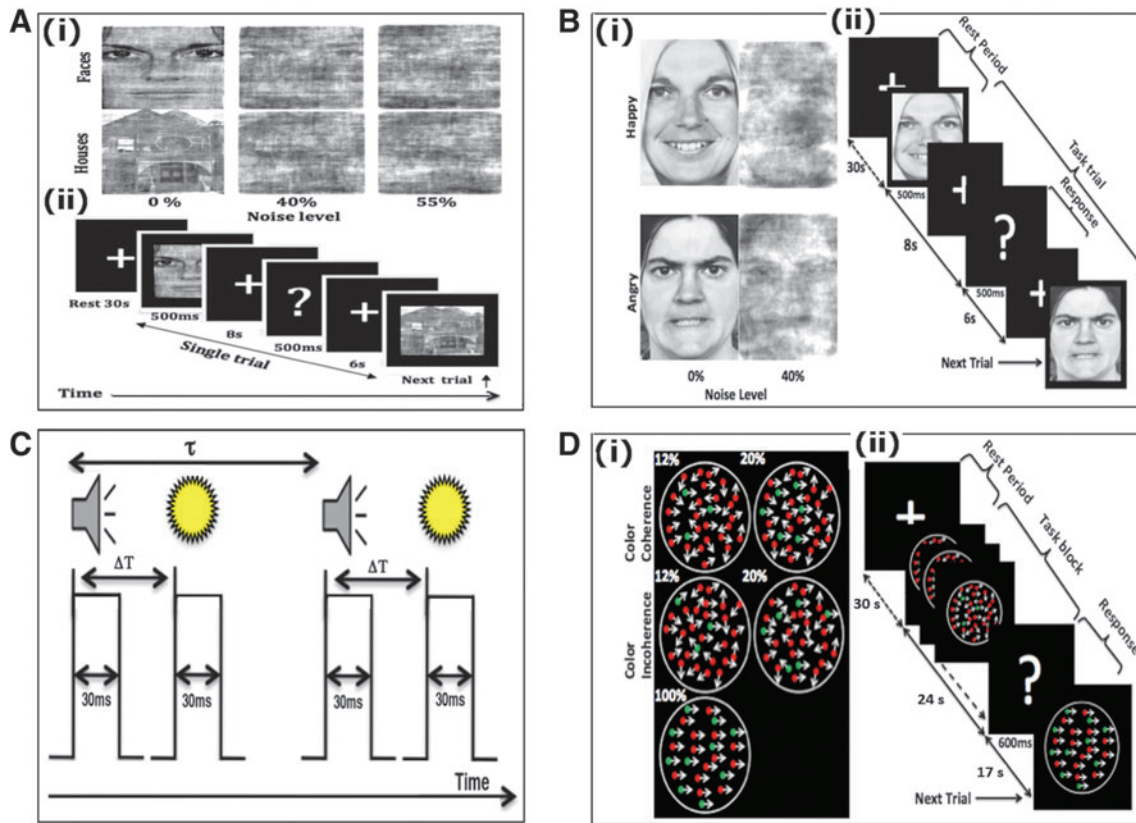 A
(i)
Faces
Houses
0 %
40%
55%
Noise level
(ii)
?
Rest 30s
500ms
8s
500ms
6s
Single trial
Next trial
Time
B
(i)
Happy
Angry
0%
40%
Noise Level
(ii)
Rest Period
Task trial
Response
?
30s
500ms
8s
500ms
6s
Next Trial
C
τ
ΔT
ΔT
30ms
30ms
30ms
30ms
Time
D
(i)
12%
20%
Color
Coherence
12%
20%
Color
Incoherence
100%
(ii)
Rest Period
Task block
Response
?
30 s
24 s
600ms
17 s
Next Trial